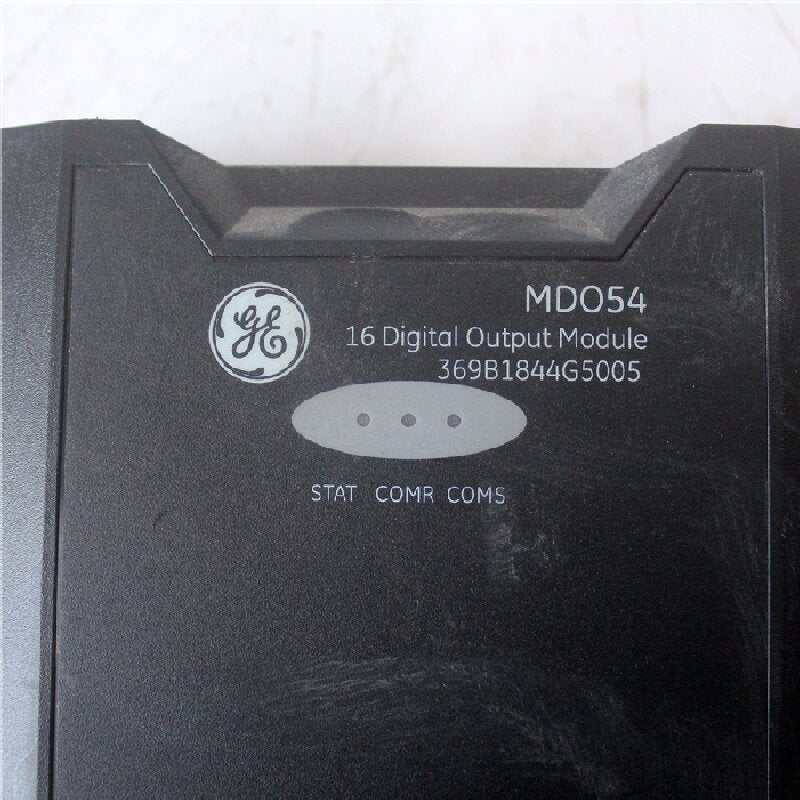 GE
MDO54
16 Digital Output Module
369B1844G5005
STAT COMR COMS